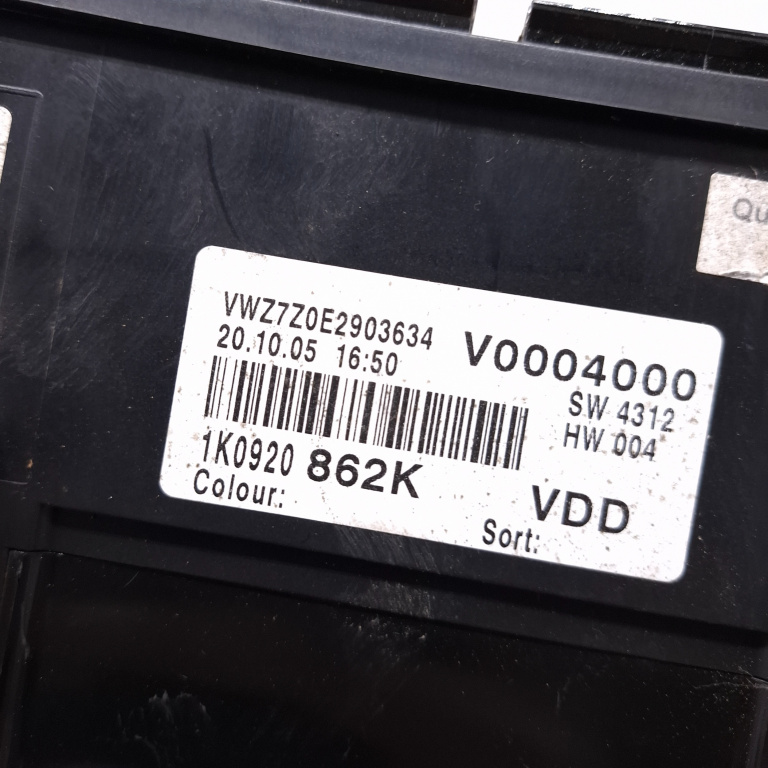 VWZ7Z0E2903634
20.10.05 16:50
V0004000
SW 4312
HW 004
1K0920 862K
VDD
Colour:
Sort: